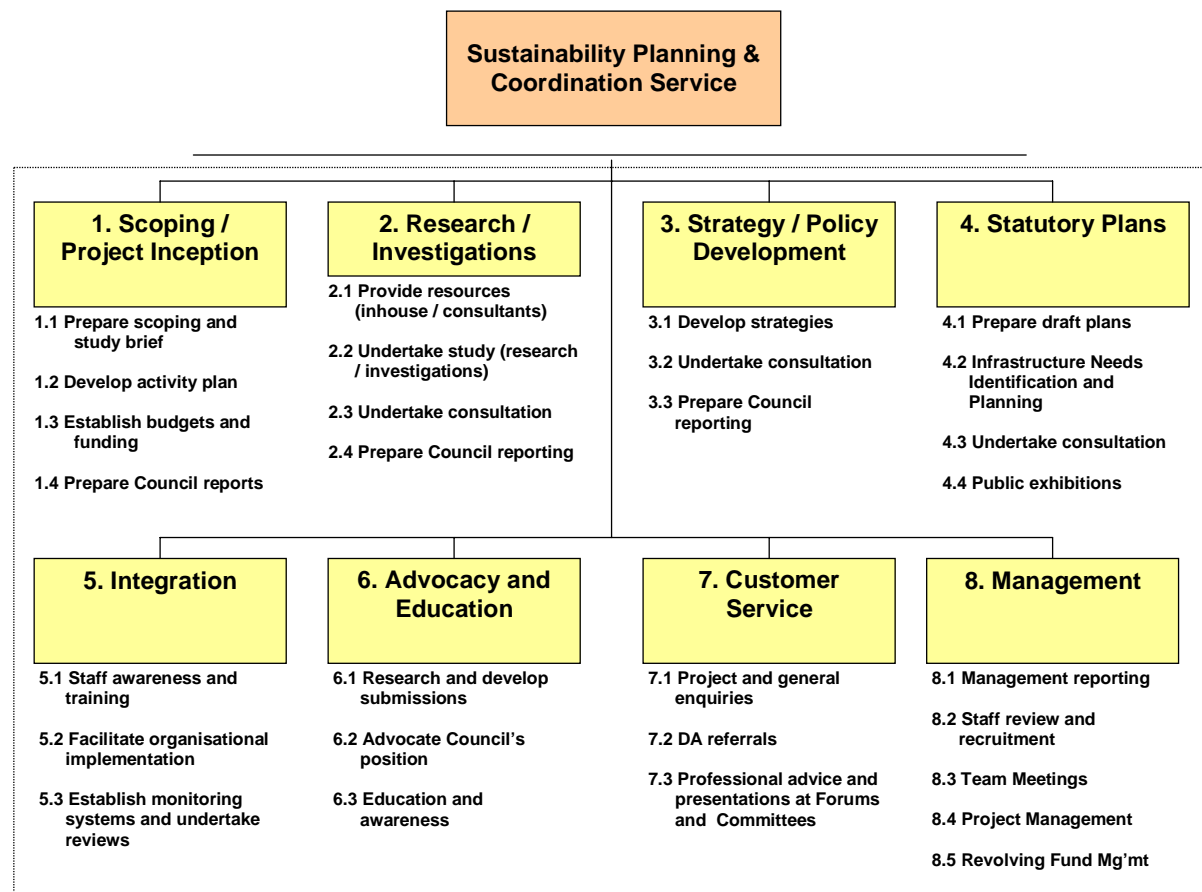 Sustainability Planning &
Coordination Service
1. Scoping /
Project Inception
1.1 Prepare scoping and
study brief
1.2 Develop activity plan
1.3 Establish budgets and
funding
1.4 Prepare Council reports
2. Research /
Investigations
2.1 Provide resources
(inhouse / consultants)
2.2 Undertake study (research
/ investigations)
2.3 Undertake consultation
2.4 Prepare Council reporting
3. Strategy / Policy
Development
3.1 Develop strategies
3.2 Undertake consultation
3.3 Prepare Council
reporting
4. Statutory Plans
4.1 Prepare draft plans
4.2 Infrastructure Needs
Identification and
Planning
4.3 Undertake consultation
4.4 Public exhibitions
5. Integration
5.1 Staff awareness and
training
5.2 Facilitate organisational
implementation
5.3 Establish monitoring
systems and undertake
reviews
6. Advocacy and
Education
6.1 Research and develop
submissions
6.2 Advocate Council's
position
6.3 Education and
awareness
7. Customer
Service
7.1 Project and general
enquiries
7.2 DA referrals
7.3 Professional advice and
presentations at Forums
and Committees
8. Management
8.1 Management reporting
8.2 Staff review and
recruitment
8.3 Team Meetings
8.4 Project Management
8.5 Revolving Fund Mg'mt